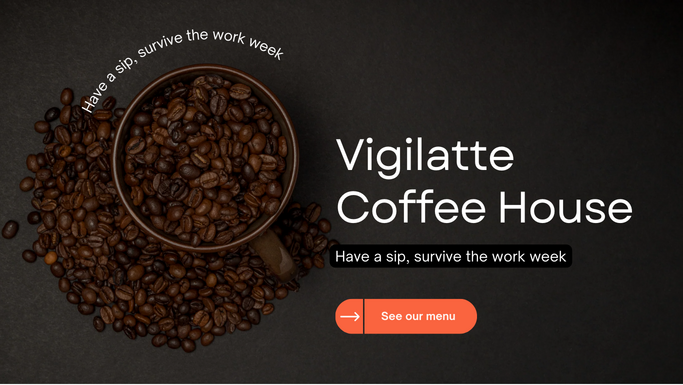 Have a sip, survive the work week
Vigilatte
Coffee House
Have a sip, survive the work week
See our menu